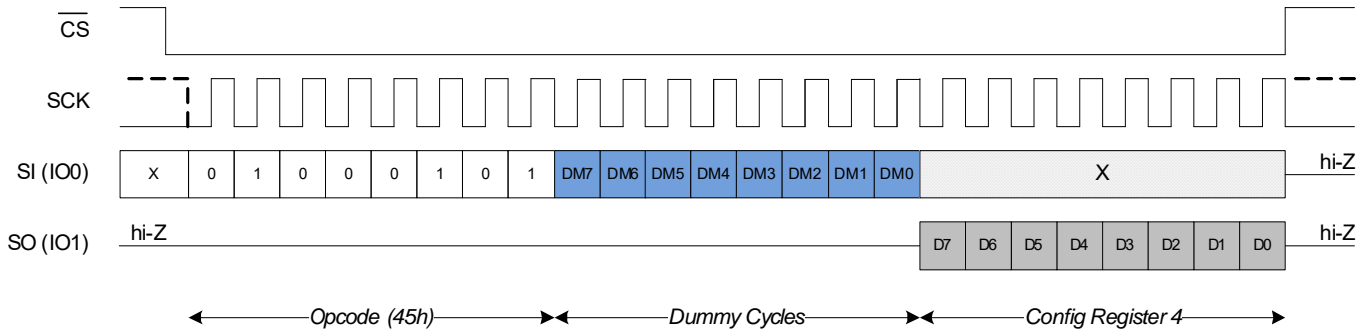 CS
SCK
SI (IO0) X 0 1 0 0 0 1 0 1 DM7 DM6 DM5 DM4 DM3 DM2 DM1 DM0 X hi-Z
SO (IO1) hi-Z D7 D6 D5 D4 D3 D2 D1 D0 hi-Z
Opcode (45h) Dummy Cycles Config Register 4